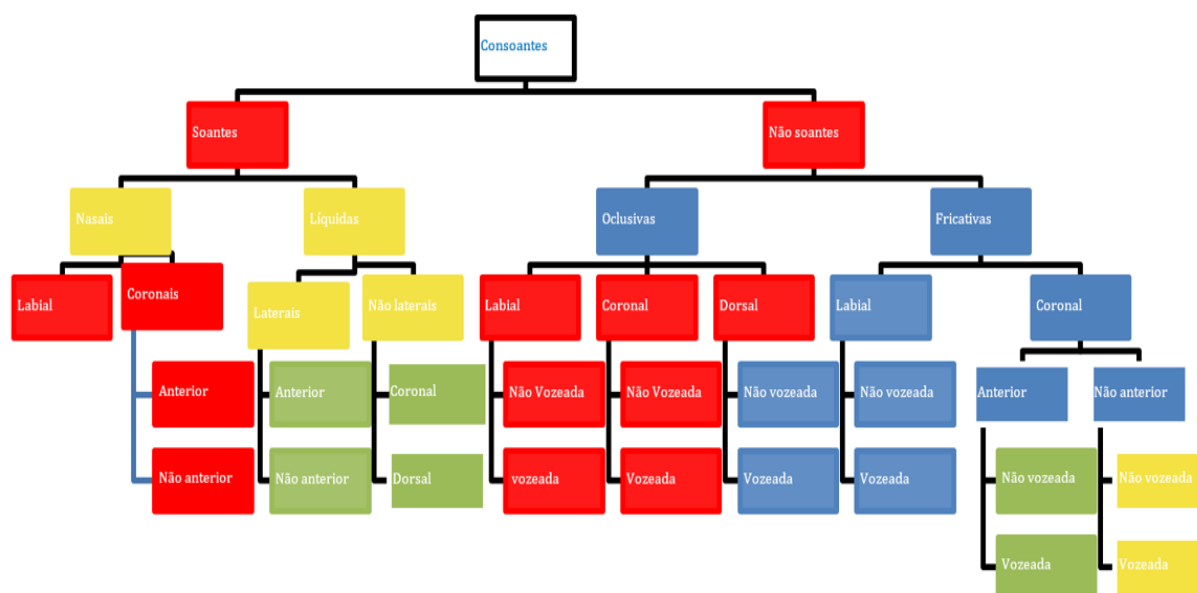 Consoantes
Soantes
Não soantes
Nasais
Líquidas
Oclusivas
Fricativas
Labial
Coronais
Laterais
Não laterais
Labial
Coronal
Dorsal
Labial
Coronal
Anterior
Anterior
Coronal
Não Vozeada
Não Vozeada
Não vozeada
Não vozeada
Anterior
Não anterior
Não anterior
Não anterior
Dorsal
vozeada
Vozeada
Vozeada
Vozeada
Não vozeada
Não vozeada
Vozeada
Vozeada